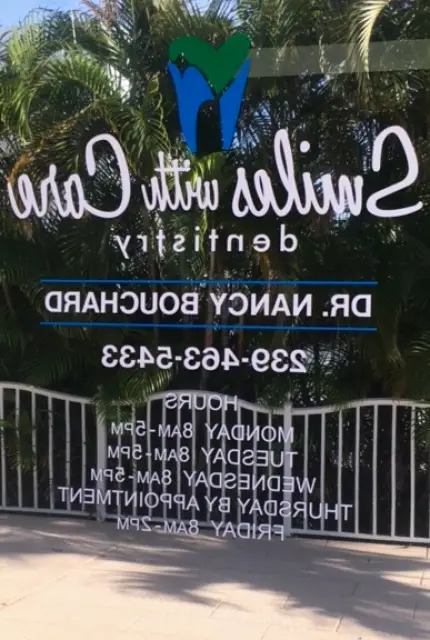 Smiles with Care
dentistry
DR. NANCY BOUCHARD
239-463-5433
HOURS
MONDAY 8AM-5PM
TUESDAY 8AM-5PM
WEDNESDAY 8AM-5PM
THURSDAY BY APPOINTMENT
FRIDAY 8AM-2PM